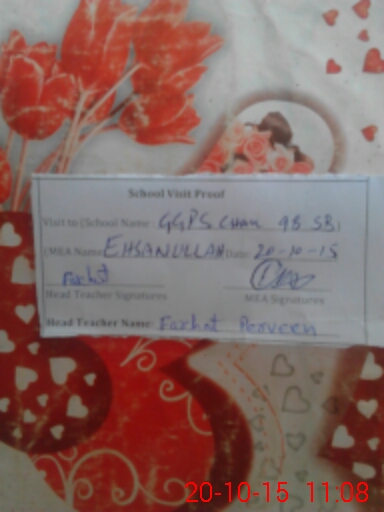 School Visit Proof
Visit to (School Name: GGPS CHAK 98 SB)
(MEA Name EHSANULLAH Date: 20-10-15
Farhat
Head Teacher Signatures MEA Signatures
Head Teacher Name: Farhat Perveen
20-10-15 11:08